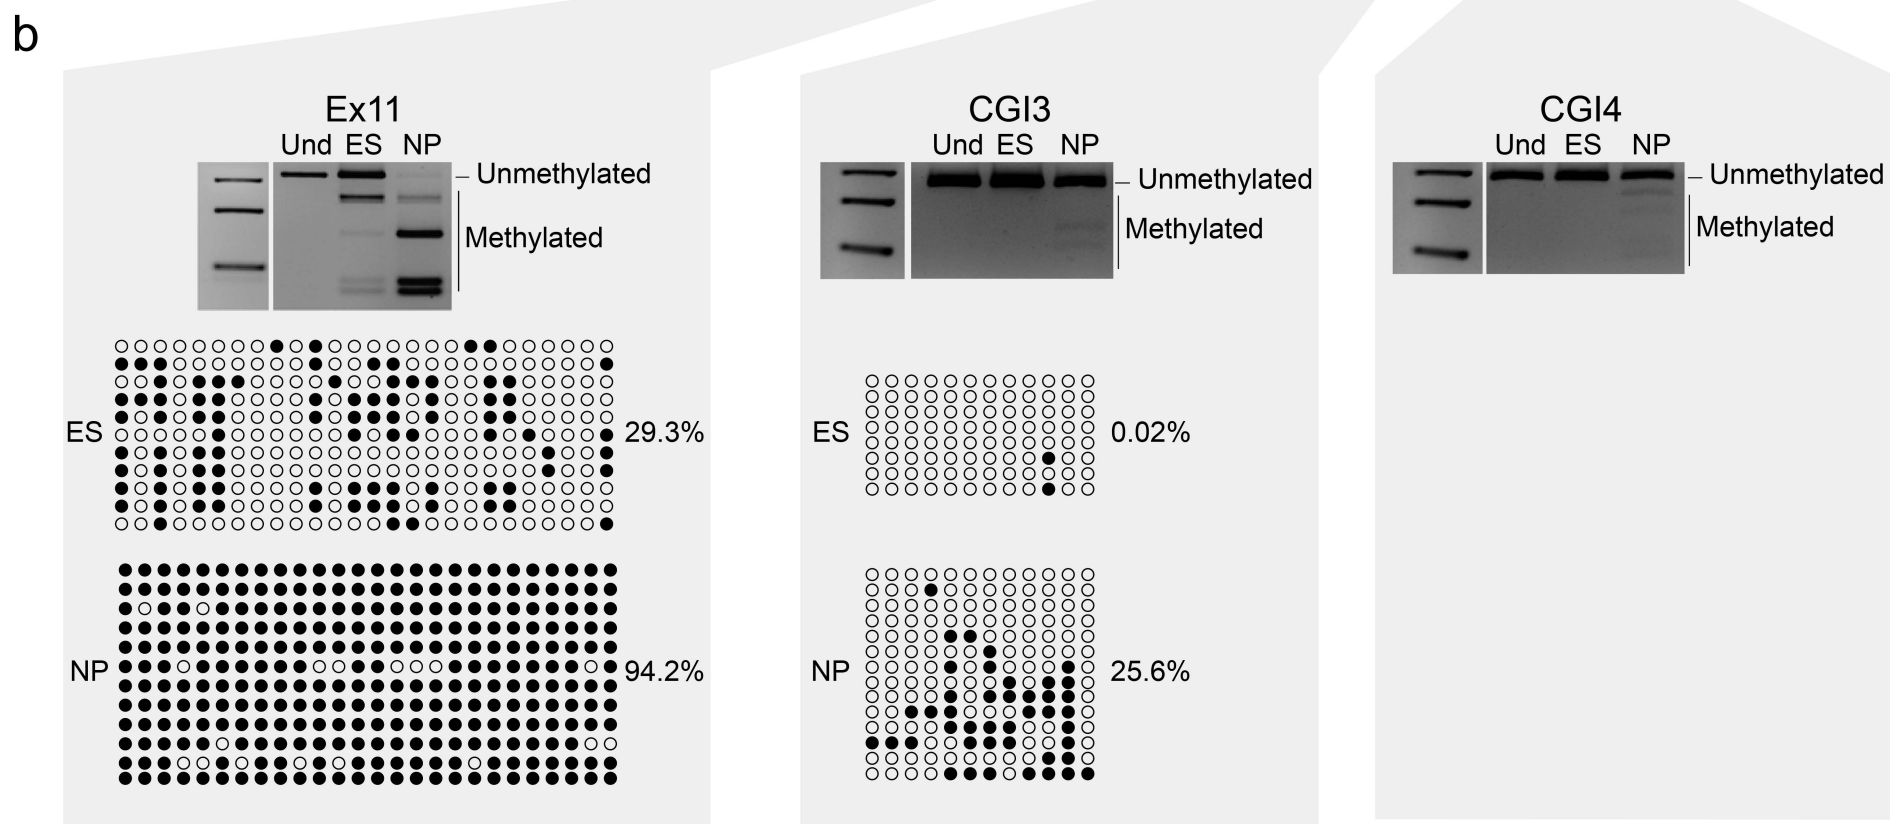 b
Ex11
Und ES NP
Unmethylated
Methylated
ES
29.3%
NP
94.2%
CGI3
Und ES NP
Unmethylated
Methylated
ES
0.02%
NP
25.6%
CGI4
Und ES NP
Unmethylated
Methylated